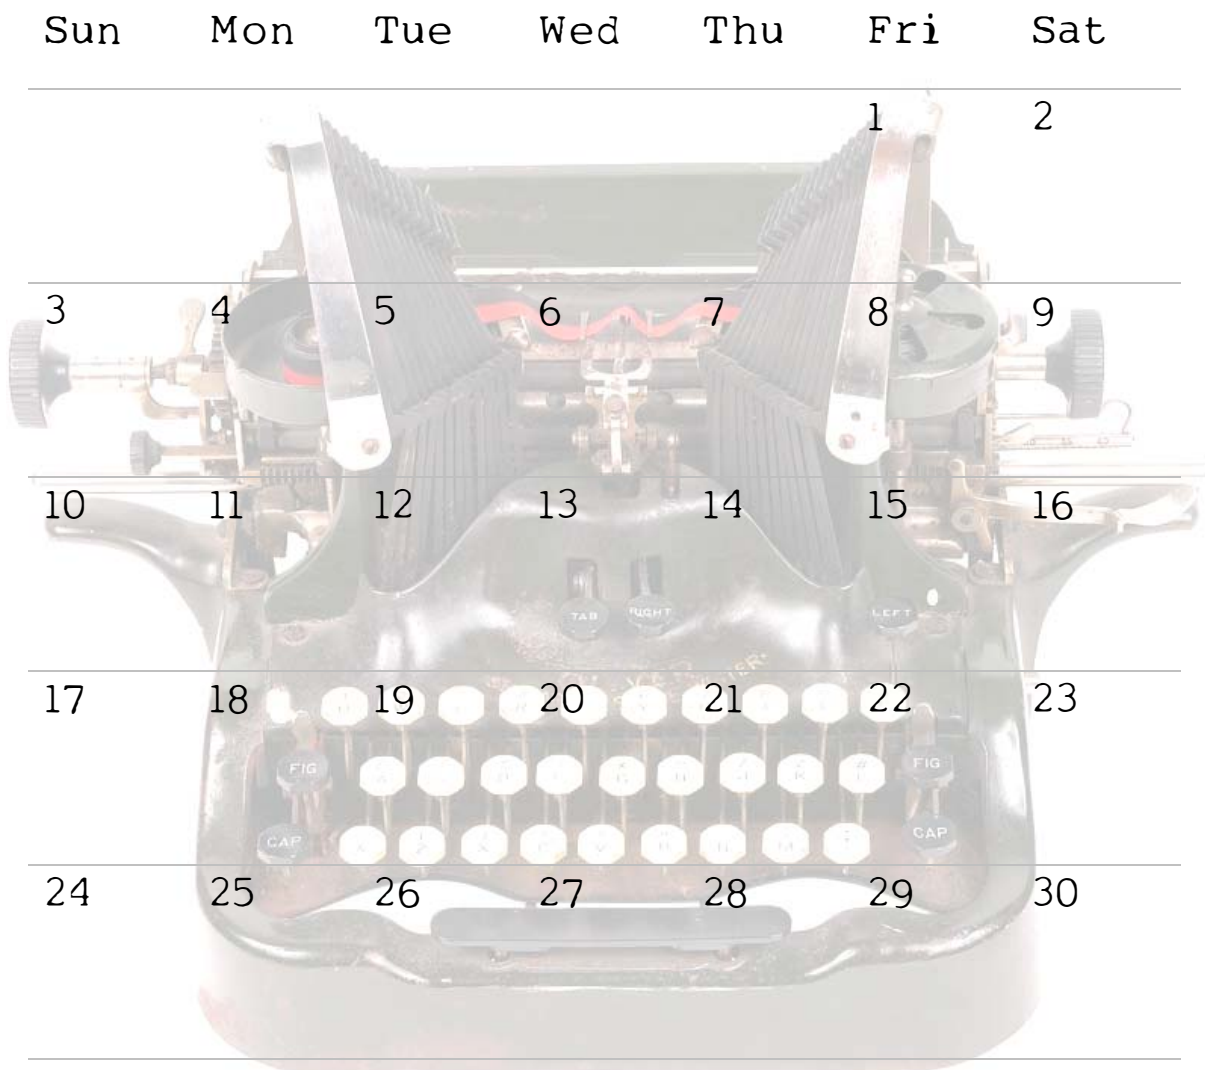 Sun Mon Tue Wed Thu Fri Sat
1 2
3 4 5 6 7 8 9
10 11 12 13 14 15 16
TAB RIGHT LEFT
17 18 19 20 21 22 23
FIG FIG
CAP CAP
24 25 26 27 28 29 30